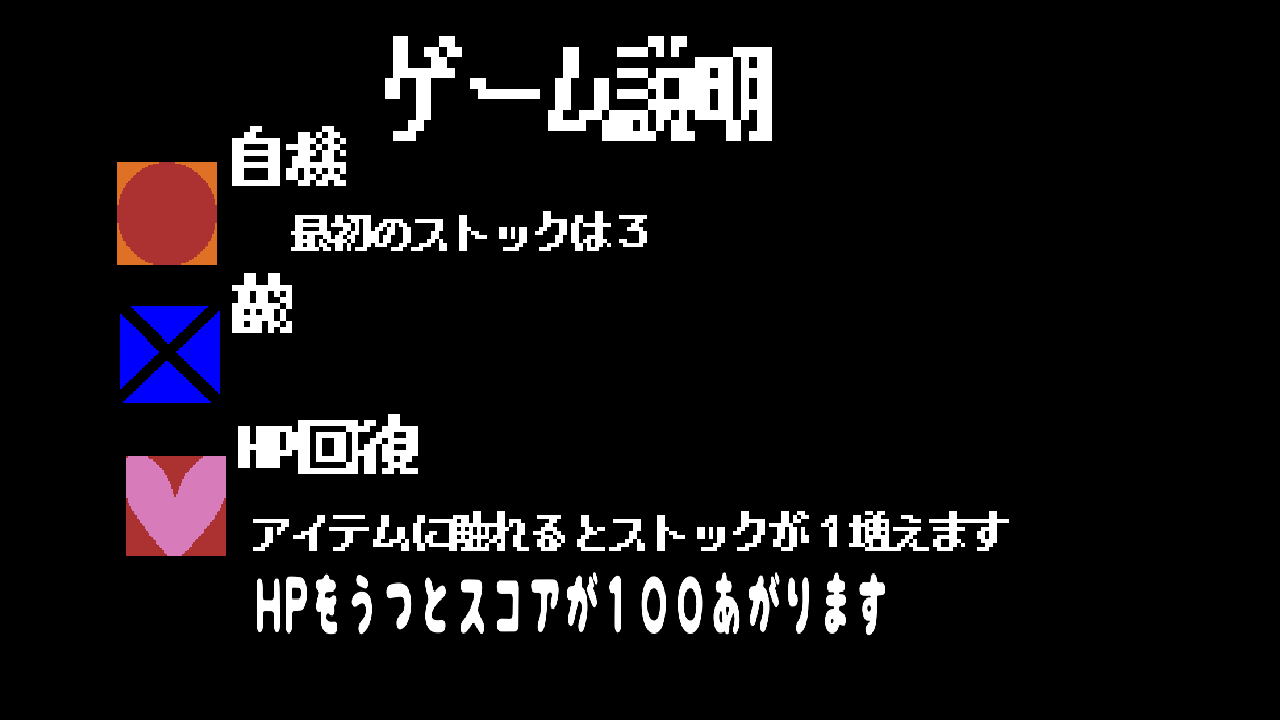 ゲーム説明
自機
最初のストックは3
敵
HP回復
アイテムに触れるとストックが1増えます
HPをうつとスコアが100あがります